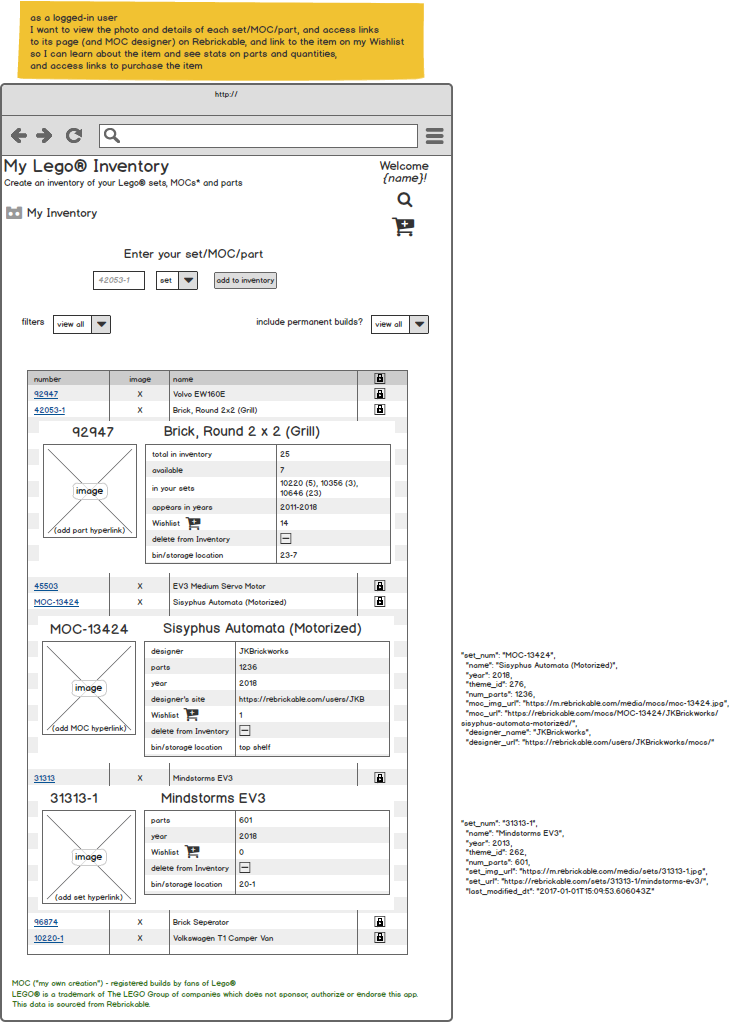 as a logged-in user
I want to view the photo and details of each set/MOC/part, and access links
to its page (and MOC designer) on Rebrickable, and link to the item on my Wishlist
so I can learn about the item and see stats on parts and quantities,
and access links to purchase the item
http://
My Lego® Inventory
Create an inventory of your Lego® sets, MOCs* and parts
Welcome
{name}!
My Inventory
Enter your set/MOC/part
42053-1 set add to inventory
filters view all include permanent builds? view all
number image name
92947 X Volvo EW160E
42053-1 X Brick, Round 2x2 (Grill)
92947 Brick, Round 2 x 2 (Grill)
image
(add part hyperlink)
total in inventory 25
available 7
in your sets 10220 (5), 10356 (3),
10646 (23)
appears in years 2011-2018
Wishlist 14
delete from Inventory
bin/storage location 23-7
45503 X EV3 Medium Servo Motor
MOC-13424 X Sisyphus Automata (Motorized)
MOC-13424 Sisyphus Automata (Motorized)
image
(add MOC hyperlink)
designer JKBrickworks
parts 1236
year 2018
designer's site https://rebrickable.com/users/JKB
Wishlist 1
delete from Inventory
bin/storage location top shelf
31313 X Mindstorms EV3
31313-1 Mindstorms EV3
image
(add set hyperlink)
parts 601
year 2018
Wishlist 0
delete from Inventory
bin/storage location 20-1
96874 X Brick Seperator
10220-1 X Volkswagen T1 Camper Van
MOC ("my own creation") - registered builds by fans of Lego®
LEGO® is a trademark of The LEGO Group of companies which does not sponsor, authorize or endorse this app.
This data is sourced from Rebrickable.
"set_num": "MOC-13424",
"name": "Sisyphus Automata (Motorized)",
"year": 2018,
"theme_id": 276,
"num_parts": 1236,
"moc_img_url": "https://m.rebrickable.com/media/mocs/moc-13424.jpg",
"moc_url": "https://rebrickable.com/mocs/MOC-13424/JKBrickworks/
sisyphus-automata-motorized/",
"designer_name": "JKBrickworks",
"designer_url": "https://rebrickable.com/users/JKBrickworks/mocs/"
"set_num": "31313-1",
"name": "Mindstorms EV3",
"year": 2013,
"theme_id": 262,
"num_parts": 601,
"set_img_url": "https://m.rebrickable.com/media/sets/31313-1.jpg",
"set_url": "https://rebrickable.com/sets/31313-1/mindstorms-ev3/",
"last_modified_dt": "2017-01-01T15:09:53.606043Z"